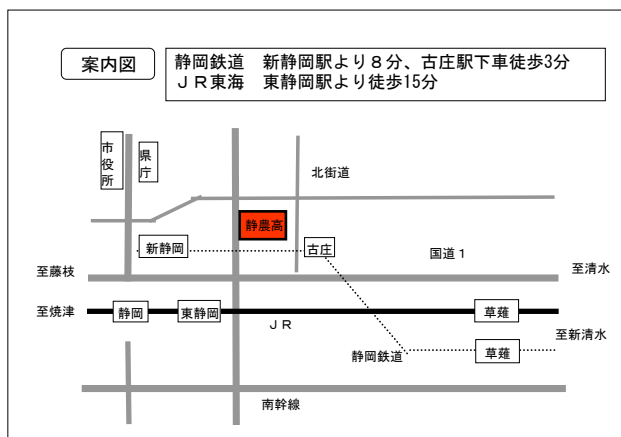 案内図
静岡鉄道　新静岡駅より８分、古庄駅下車徒歩3分
ＪＲ東海　東静岡駅より徒歩15分
市役所
県庁
北街道
静農高
新静岡
古庄
国道１
至藤枝
至清水
至焼津
静岡
東静岡
ＪＲ
草薙
至新清水
静岡鉄道
草薙
南幹線